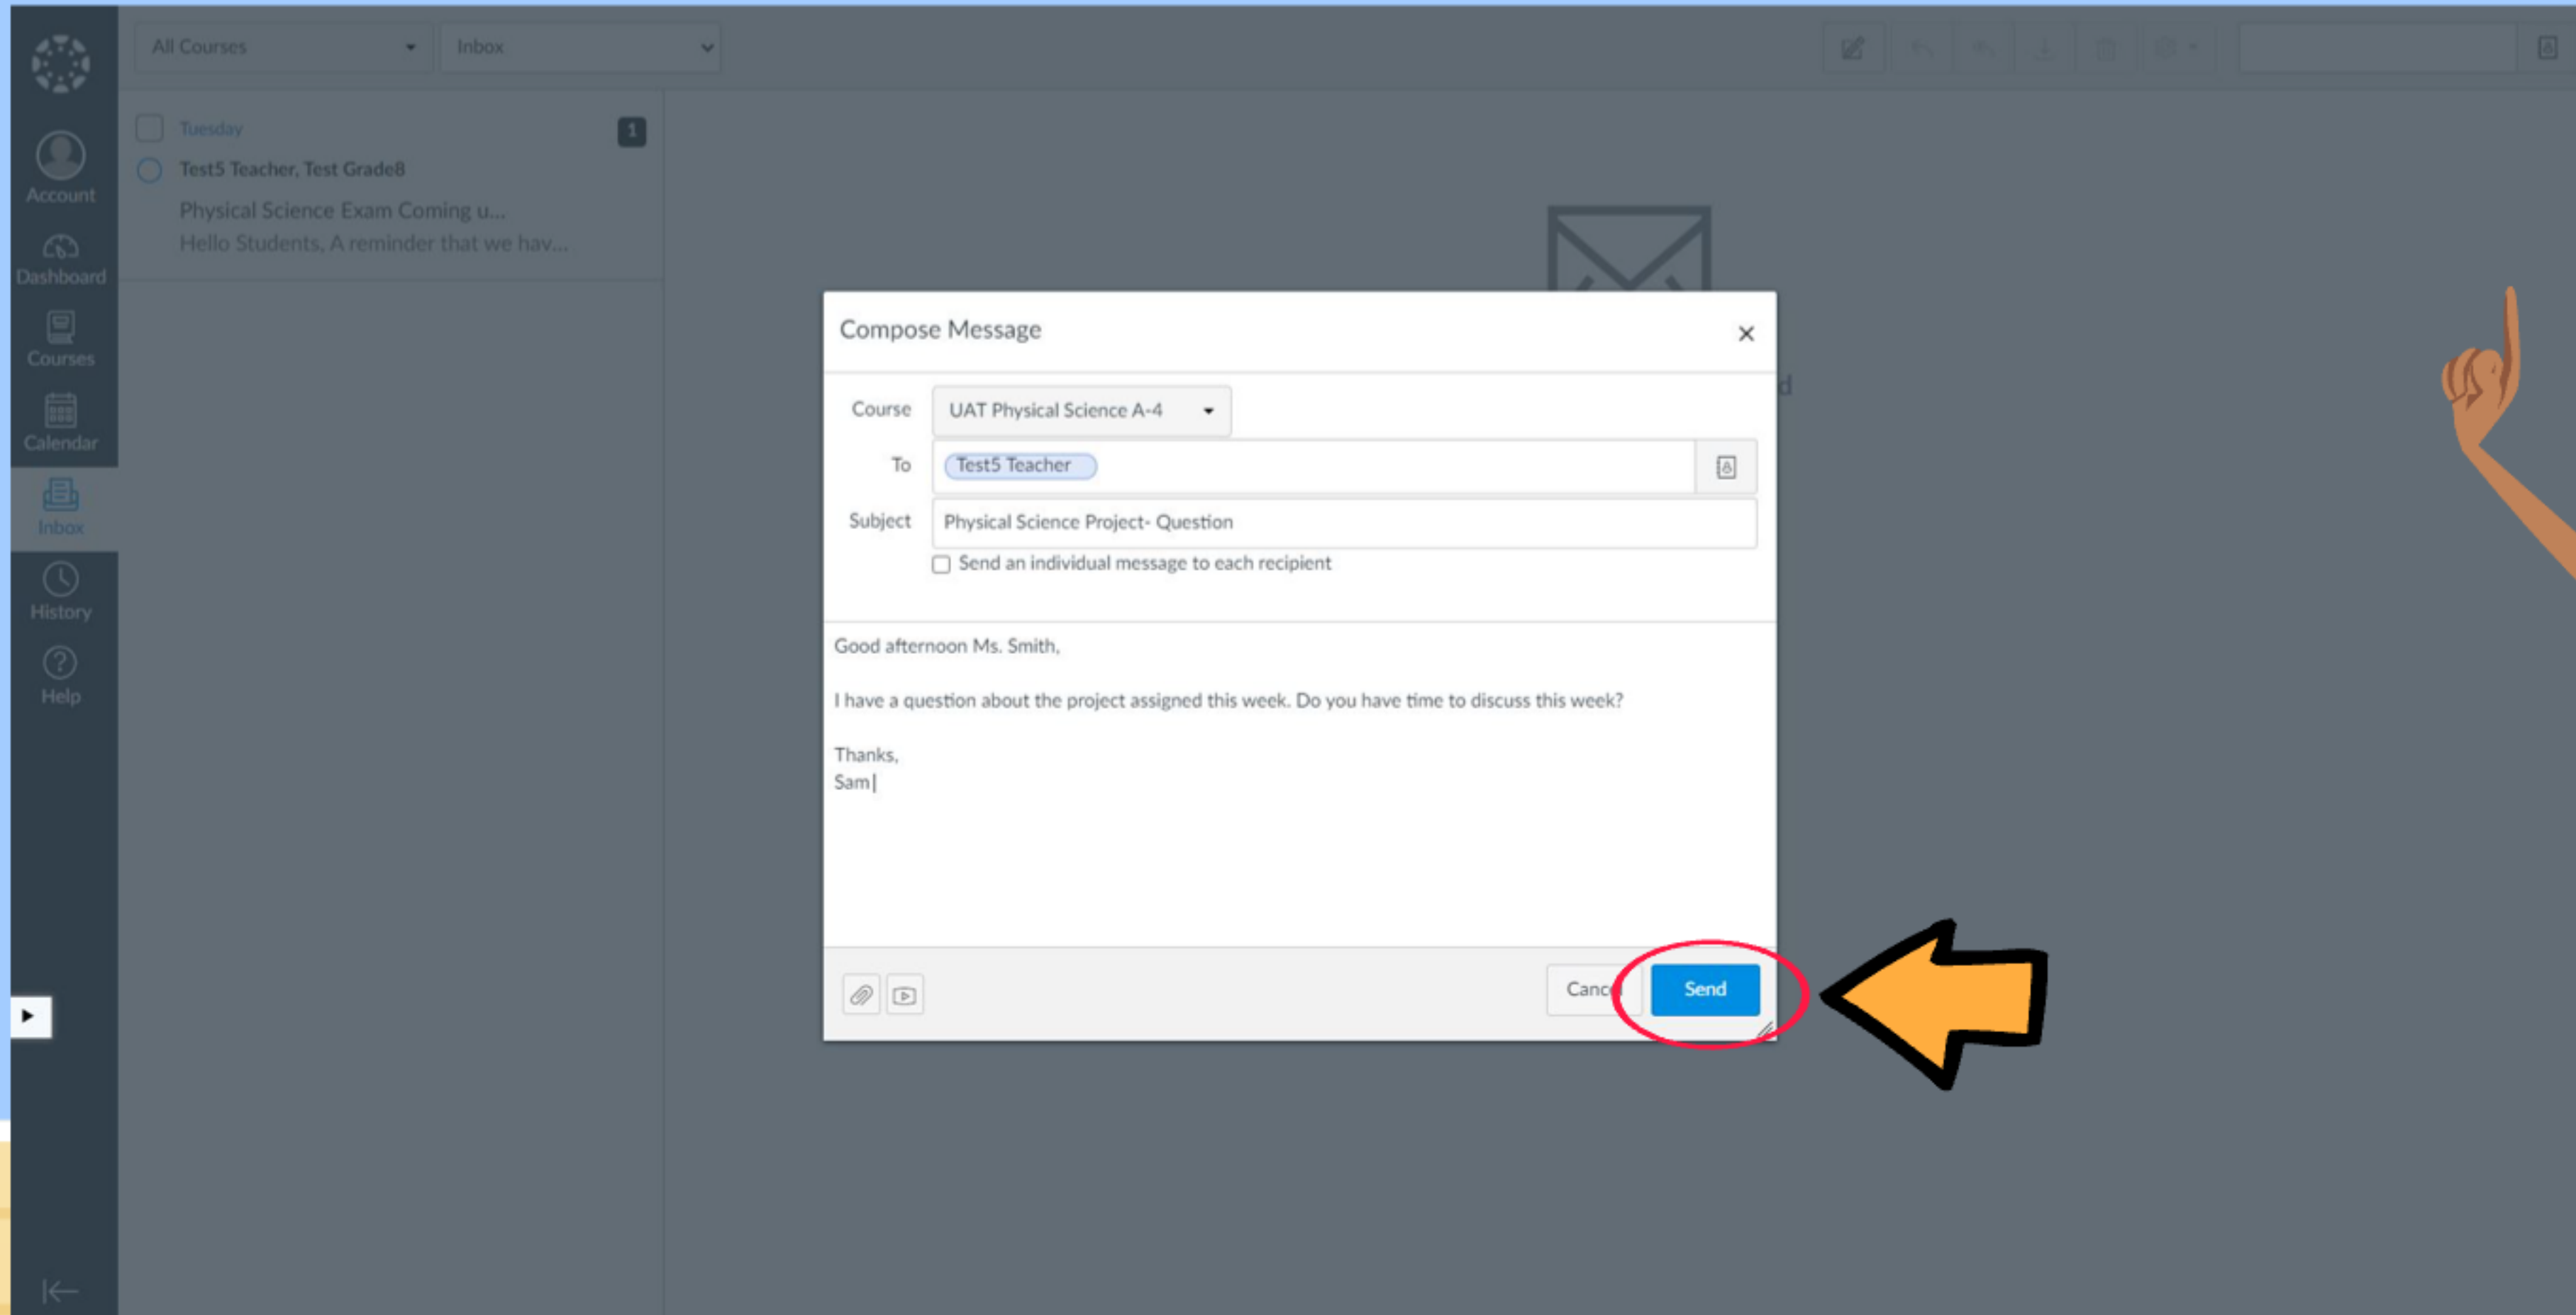 All Courses
Inbox
Account
Dashboard
Courses
Calendar
Inbox
History
Help
Tuesday
1
Test5 Teacher, Test Grade8
Physical Science Exam Coming u...
Hello Students, A reminder that we hav...
d
Compose Message
Course UAT Physical Science A-4
To Test5 Teacher
Subject Physical Science Project- Question
Send an individual message to each recipient
Good afternoon Ms. Smith,
I have a question about the project assigned this week. Do you have time to discuss this week?
Thanks,
Sam
Cance
Send